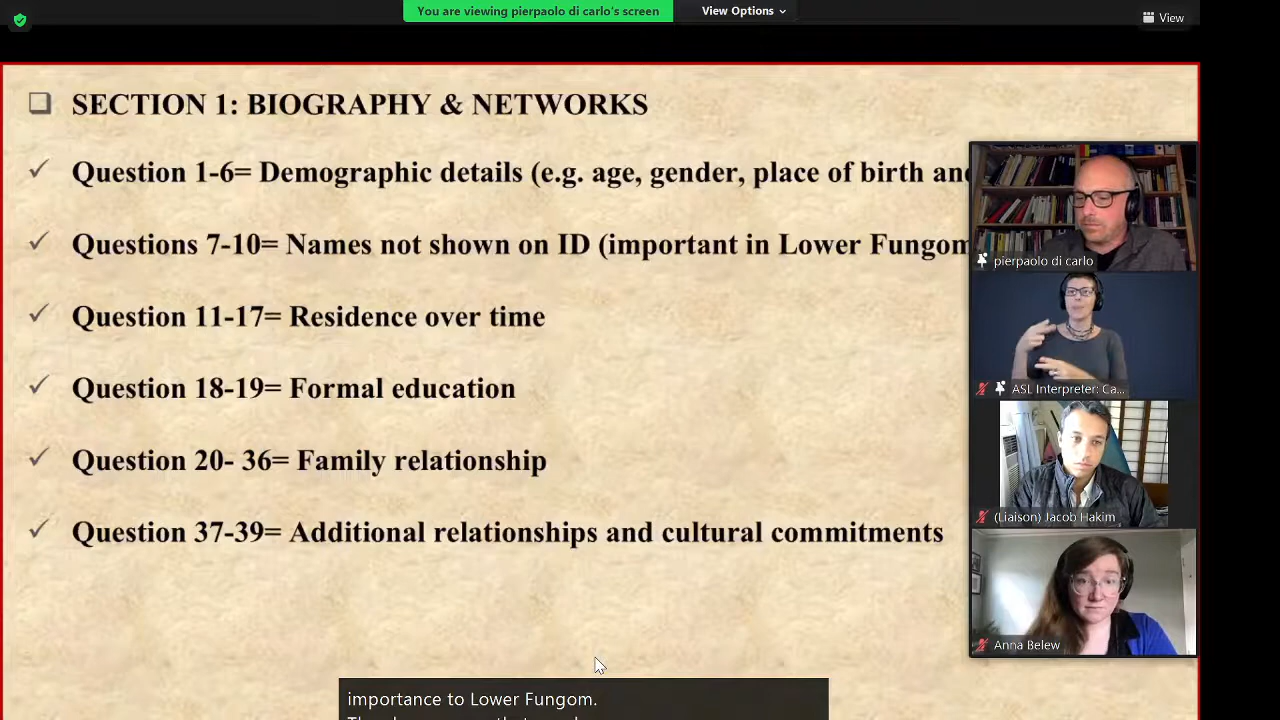 You are viewing pierpaolo di carlo's screen
View Options
View
SECTION 1: BIOGRAPHY & NETWORKS
Question 1-6= Demographic details (e.g. age, gender, place of birth and
Questions 7-10= Names not shown on ID (important in Lower Fungom
Question 11-17= Residence over time
Question 18-19= Formal education
Question 20- 36= Family relationship
Question 37-39= Additional relationships and cultural commitments
pierpaolo di carlo
ASL Interpreter: Ca...
(Liaison) Jacob Hakim
Anna Belew
importance to Lower Fungom.